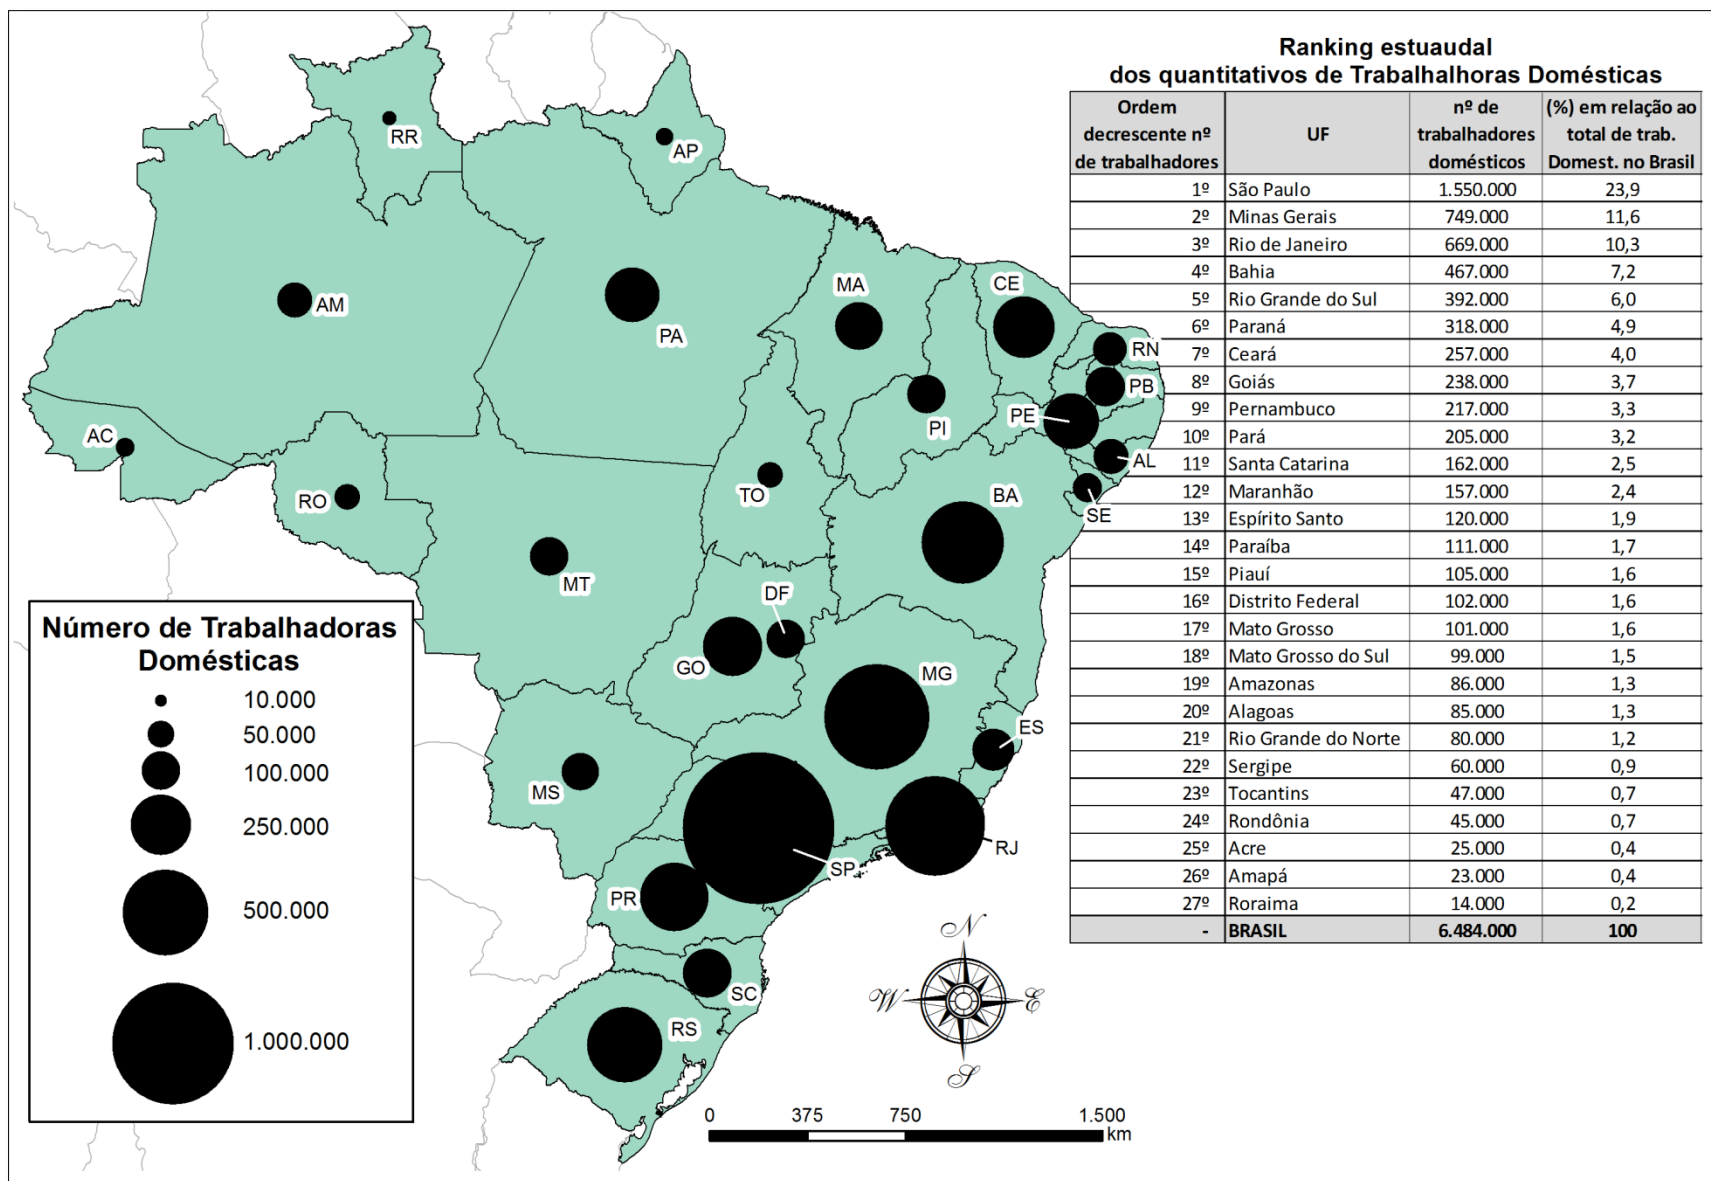 Ranking estuaudal
dos quantitativos de Trabalhalhoras Domésticas
Ordem decrescente nº de trabalhadores UF nº de trabalhadores domésticos (%) em relação ao total de trab. Domest. no Brasil
1º São Paulo 1.550.000 23,9
2º Minas Gerais 749.000 11,6
3º Rio de Janeiro 669.000 10,3
4º Bahia 467.000 7,2
5º Rio Grande do Sul 392.000 6,0
6º Paraná 318.000 4,9
7º Ceará 257.000 4,0
8º Goiás 238.000 3,7
9º Pernambuco 217.000 3,3
10º Pará 205.000 3,2
11º Santa Catarina 162.000 2,5
12º Maranhão 157.000 2,4
13º Espírito Santo 120.000 1,9
14º Paraíba 111.000 1,7
15º Piauí 105.000 1,6
16º Distrito Federal 102.000 1,6
17º Mato Grosso 101.000 1,6
18º Mato Grosso do Sul 99.000 1,5
19º Amazonas 86.000 1,3
20º Alagoas 85.000 1,3
21º Rio Grande do Norte 80.000 1,2
22º Sergipe 60.000 0,9
23º Tocantins 47.000 0,7
24º Rondônia 45.000 0,7
25º Acre 25.000 0,4
26º Amapá 23.000 0,4
27º Roraima 14.000 0,2
- BRASIL 6.484.000 100
RR
AP
AM
PA
MA
CE
RN
PB
PE
PI
AC
AL
RO
TO
BA
SE
MT
DF
GO
MG
ES
MS
RJ
SP
PR
SC
RS
Número de Trabalhadoras
Domésticas
10.000
50.000
100.000
250.000
500.000
1.000.000
N
W E
S
0 375 750 1.500
km